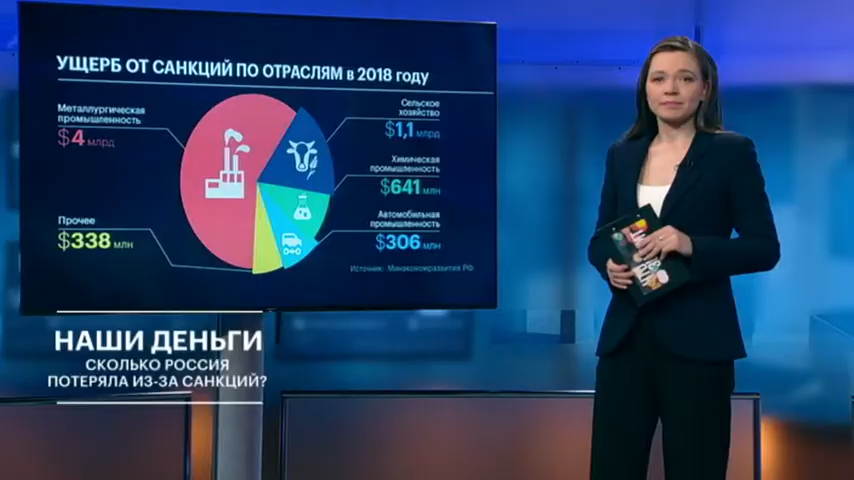 УЩЕРБ ОТ САНКЦИЙ ПО ОТРАСЛЯМ в 2018 году
Металлургическая
промышленность
$4 млрд
Прочее
$338 млн
Сельское
хозяйство
$1,1 млрд
Химическая
промышленность
$641 млн
Автомобильная
промышленность
$306 млн
Источник: Минэкономразвития РФ
НАШИ ДЕНЬГИ
СКОЛЬКО РОССИЯ
ПОТЕРЯЛА ИЗ-ЗА САНКЦИЙ?